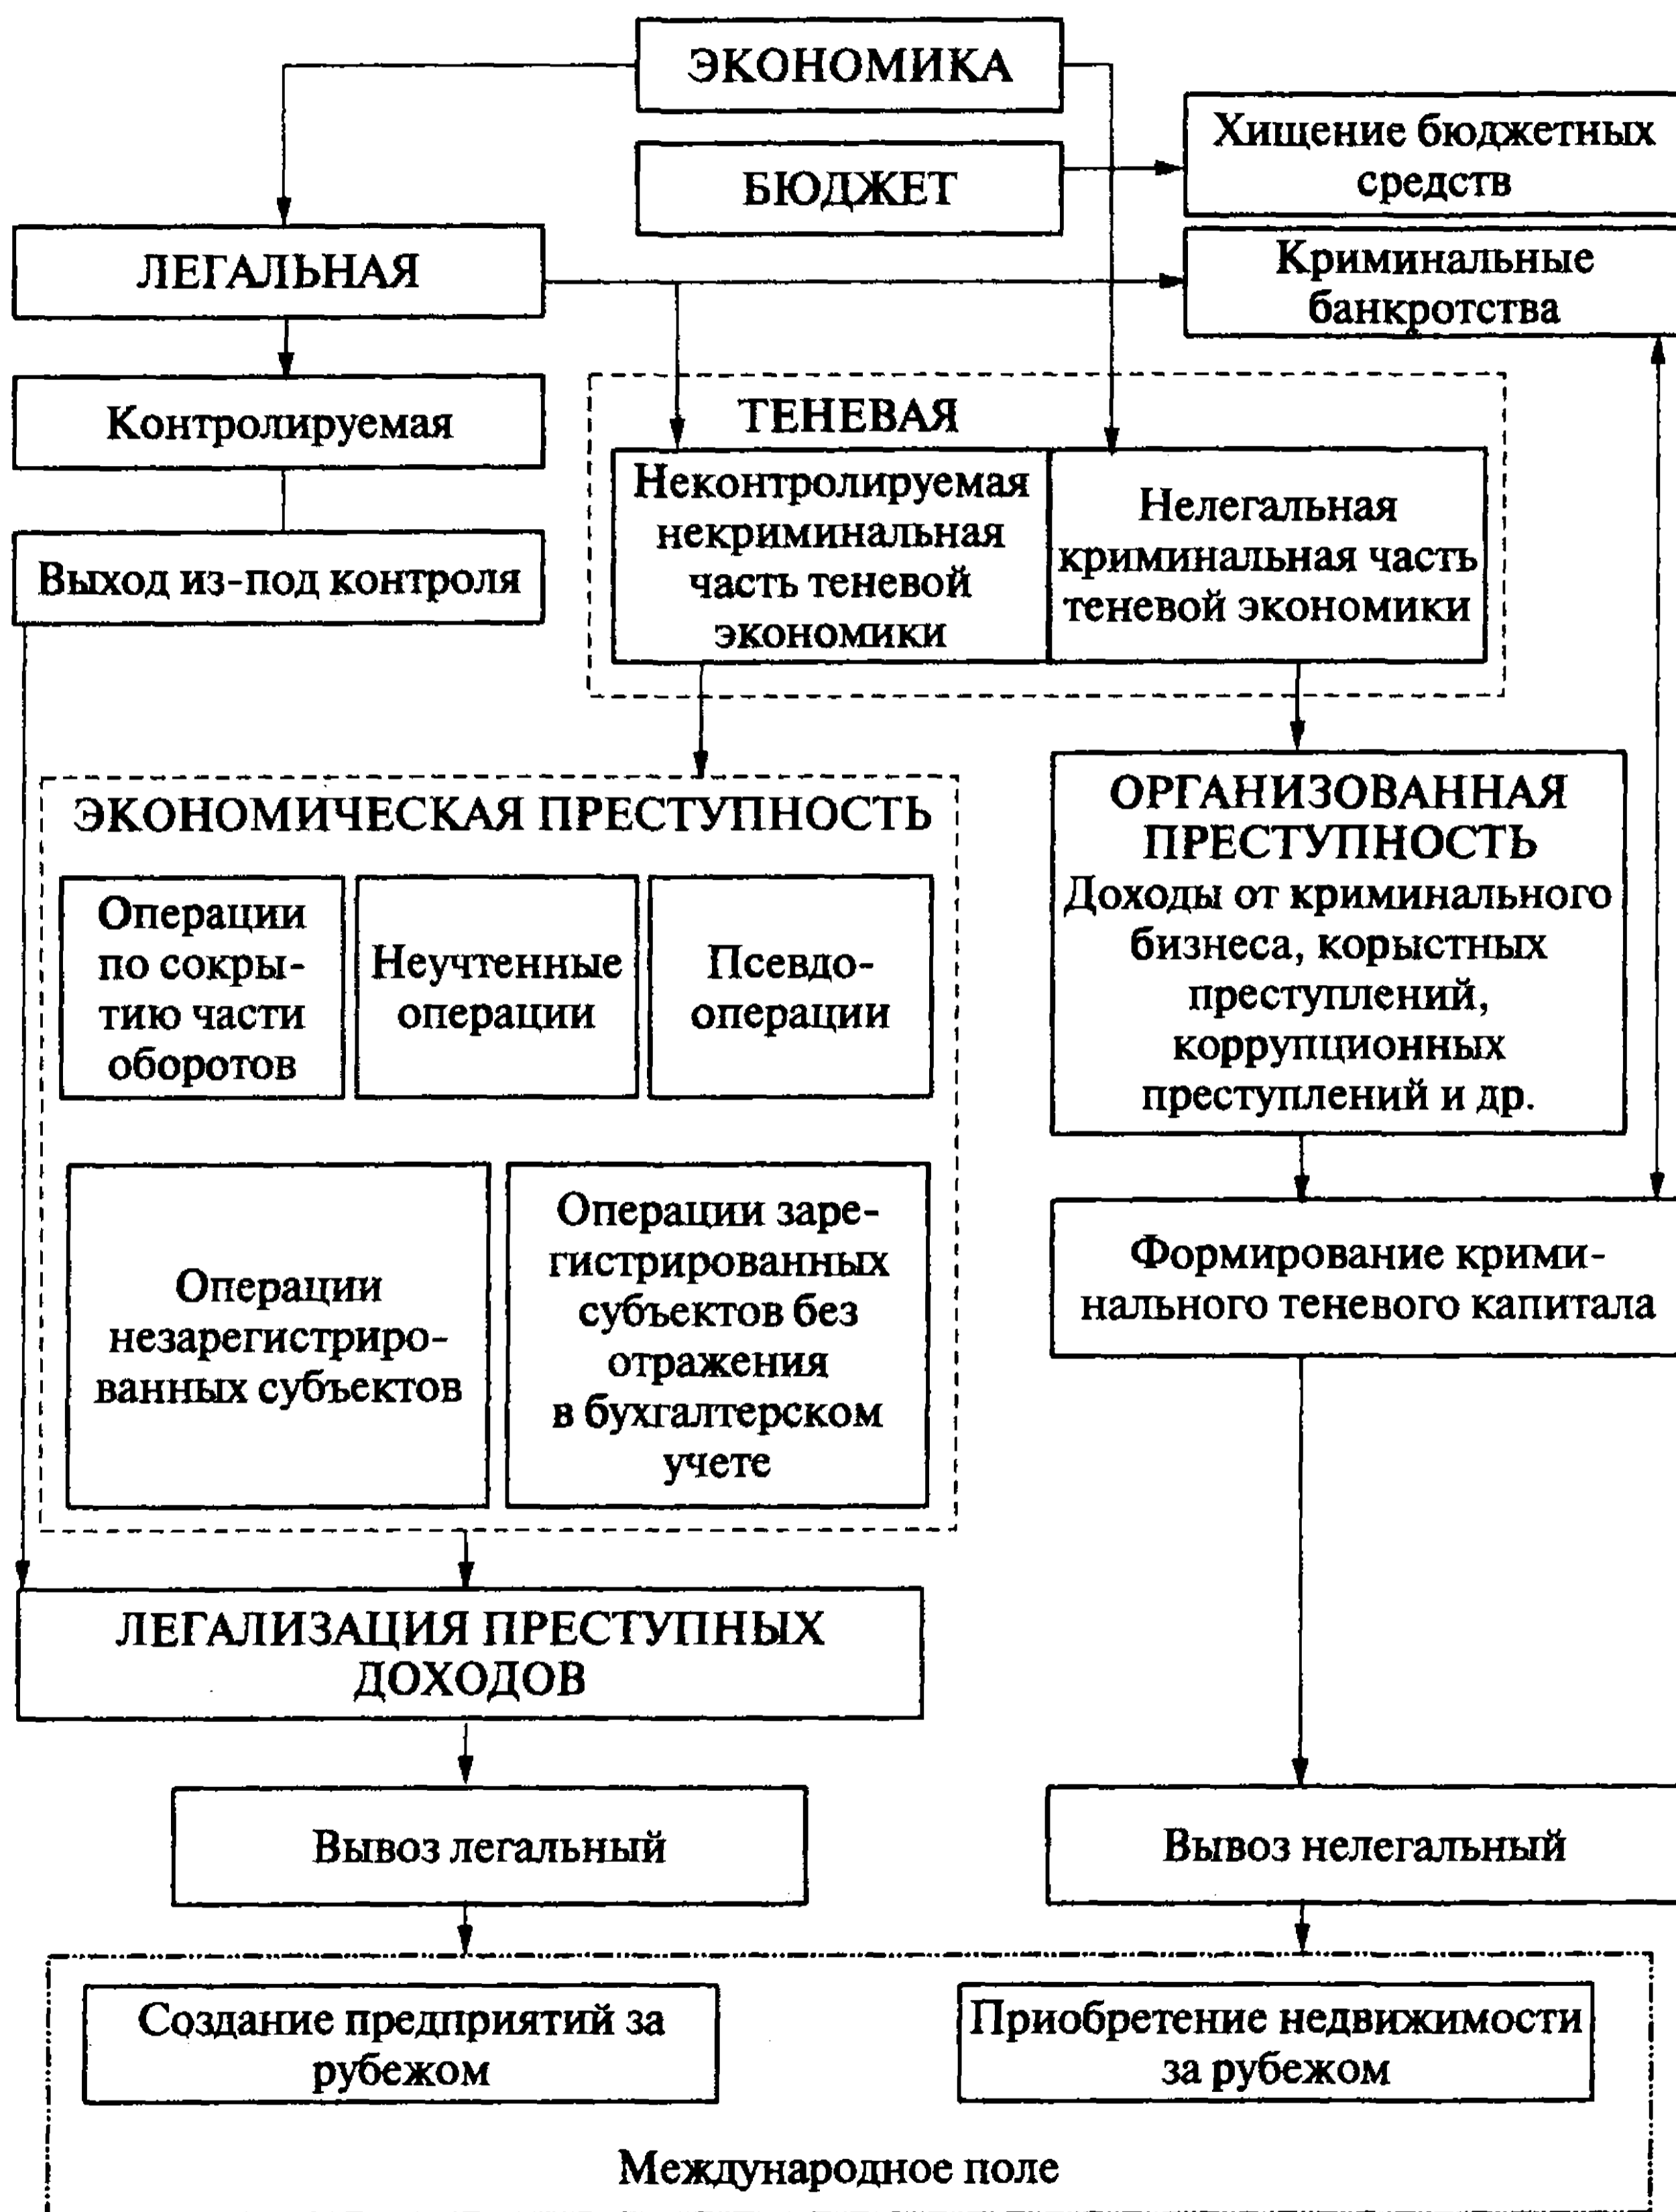 ЭКОНОМИКА
БЮДЖЕТ
Хищение бюджетных
средств
ЛЕГАЛЬНАЯ
Криминальные
банкротства
Контролируемая
Выход из-под контроля
ТЕНЕВАЯ
Неконтролируемая
некриминальная
часть теневой
экономики
Нелегальная
криминальная часть
теневой экономики
ЭКОНОМИЧЕСКАЯ ПРЕСТУПНОСТЬ
Операции
по сокры-
тию части
оборотов
Неучтенные
операции
Псевдо-
операции
Операции
незарегистриро-
ванных субъектов
Операции заре-
гистрированных
субъектов без
отражения
в бухгалтерском
учете
ОРГАНИЗОВАННАЯ
ПРЕСТУПНОСТЬ
Доходы от криминального
бизнеса, корыстных
преступлений,
коррупционных
преступлений и др.
Формирование крими-
нального теневого капитала
ЛЕГАЛИЗАЦИЯ ПРЕСТУПНЫХ
ДОХОДОВ
Вывоз легальный
Вывоз нелегальный
Создание предприятий за
рубежом
Приобретение недвижимости
за рубежом
Международное поле